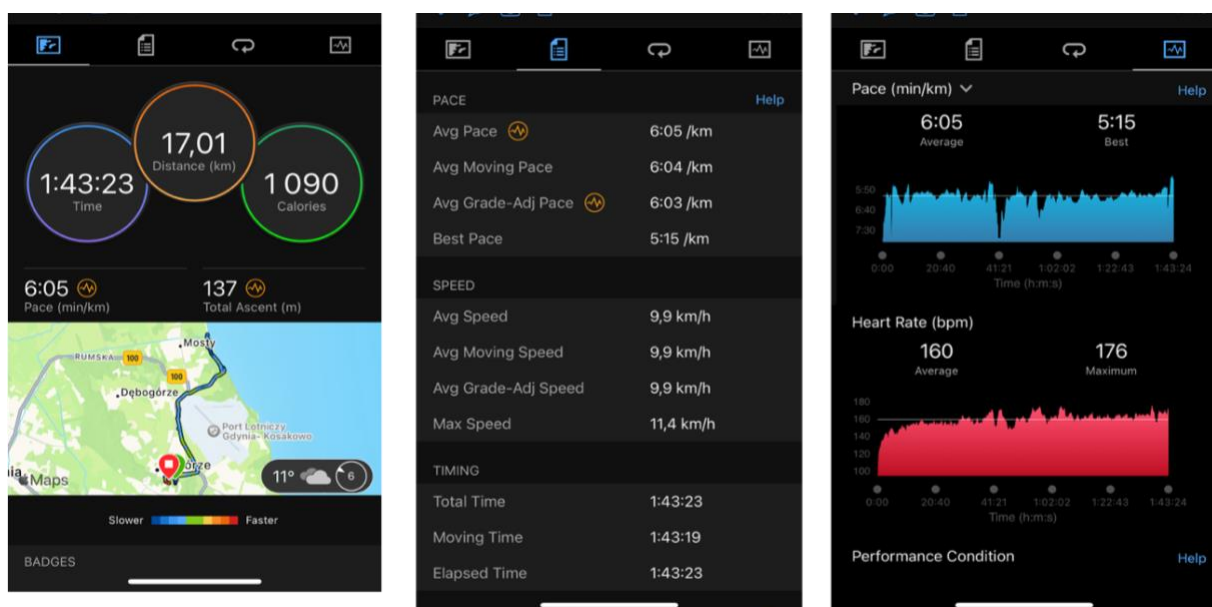 17,01
Distance (km)
1:43:23
Time
1 090
Calories
6:05
Pace (min/km)
137
Total Ascent (m)
Mosty
RUMSKA
100
100
Dębogórze
Port Lotniczy
Gdynia-Kosakowo
Maps
11°
6
Slower
Faster
BADGES
PACE
Help
Avg Pace 6:05 /km
Avg Moving Pace 6:04 /km
Avg Grade-Adj Pace 6:03 /km
Best Pace 5:15 /km
SPEED
Avg Speed 9,9 km/h
Avg Moving Speed 9,9 km/h
Avg Grade-Adj Speed 9,9 km/h
Max Speed 11,4 km/h
TIMING
Total Time 1:43:23
Moving Time 1:43:19
Elapsed Time 1:43:23
Pace (min/km)
Help
6:05 5:15
Average Best
5:50
6:40
7:30
0:00 20:40 41:21 1:02:02 1:22:43 1:43:24
Time (h:m:s)
Heart Rate (bpm)
160 176
Average Maximum
180
160
140
120
100
0:00 20:40 41:21 1:02:02 1:22:43 1:43:24
Time (h:m:s)
Performance Condition
Help